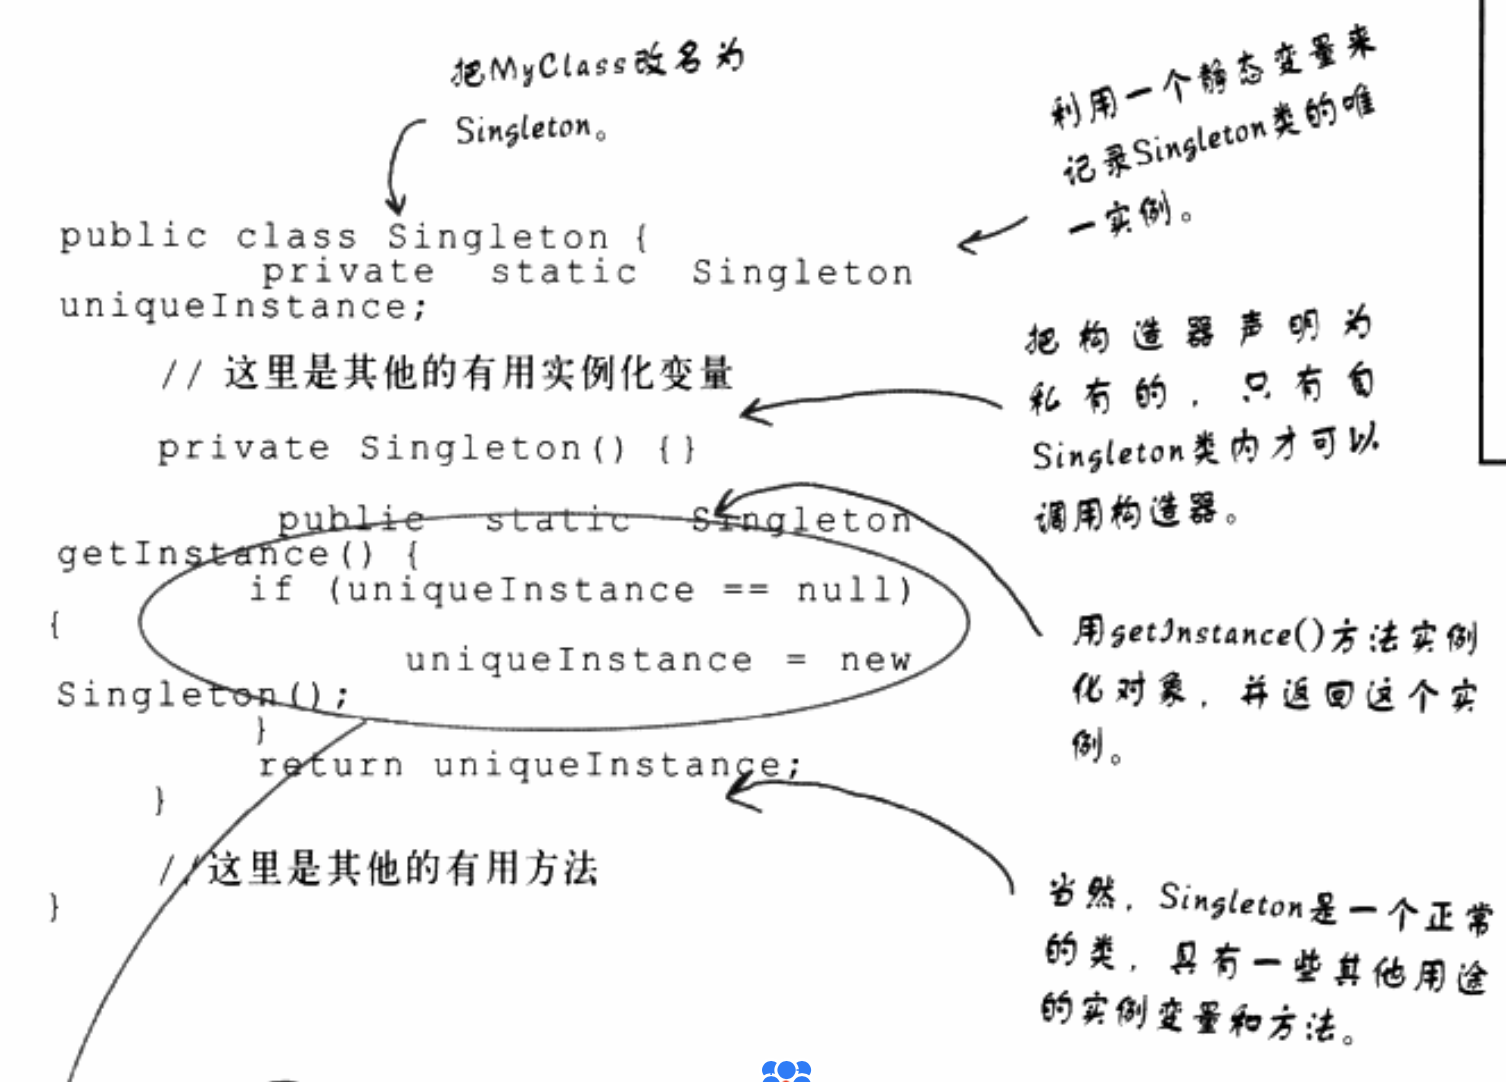 把MyClass改名为
Singleton。
利用一个静态变量来
记录Singleton类的唯
一实例。
public class Singleton {
private static Singleton
uniqueInstance;
// 这里是其他的有用实例化变量
把构造器声明为
私有的，只有自
Singleton类内才可以
调用构造器。
private Singleton() {}
public static Singleton
getInstance() {
if (uniqueInstance == null)
{
uniqueInstance = new
Singleton();
}
return uniqueInstance;
}
用getInstance()方法实例
化对象，并返回这个实
例。
//这里是其他的有用方法
}
当然，Singleton是一个正常
的类，具有一些其他用途
的实例变量和方法。